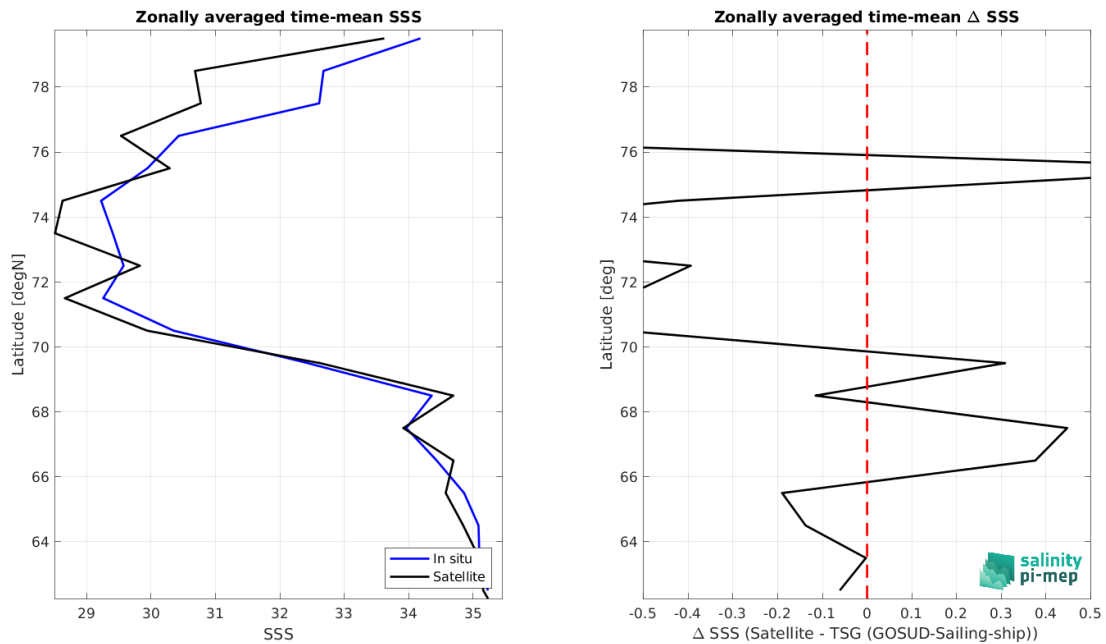 Zonally averaged time-mean SSS
Latitude [degN]
78
76
74
72
70
68
66
64
29 30 31 32 33 34 35
SSS
In situ
Satellite
Zonally averaged time-mean Δ SSS
Latitude [deg]
78
76
74
72
70
68
66
64
-0.5 -0.4 -0.3 -0.2 -0.1 0 0.1 0.2 0.3 0.4 0.5
Δ SSS (Satellite - TSG (GOSUD-Sailing-ship))
salinity
pi-mep